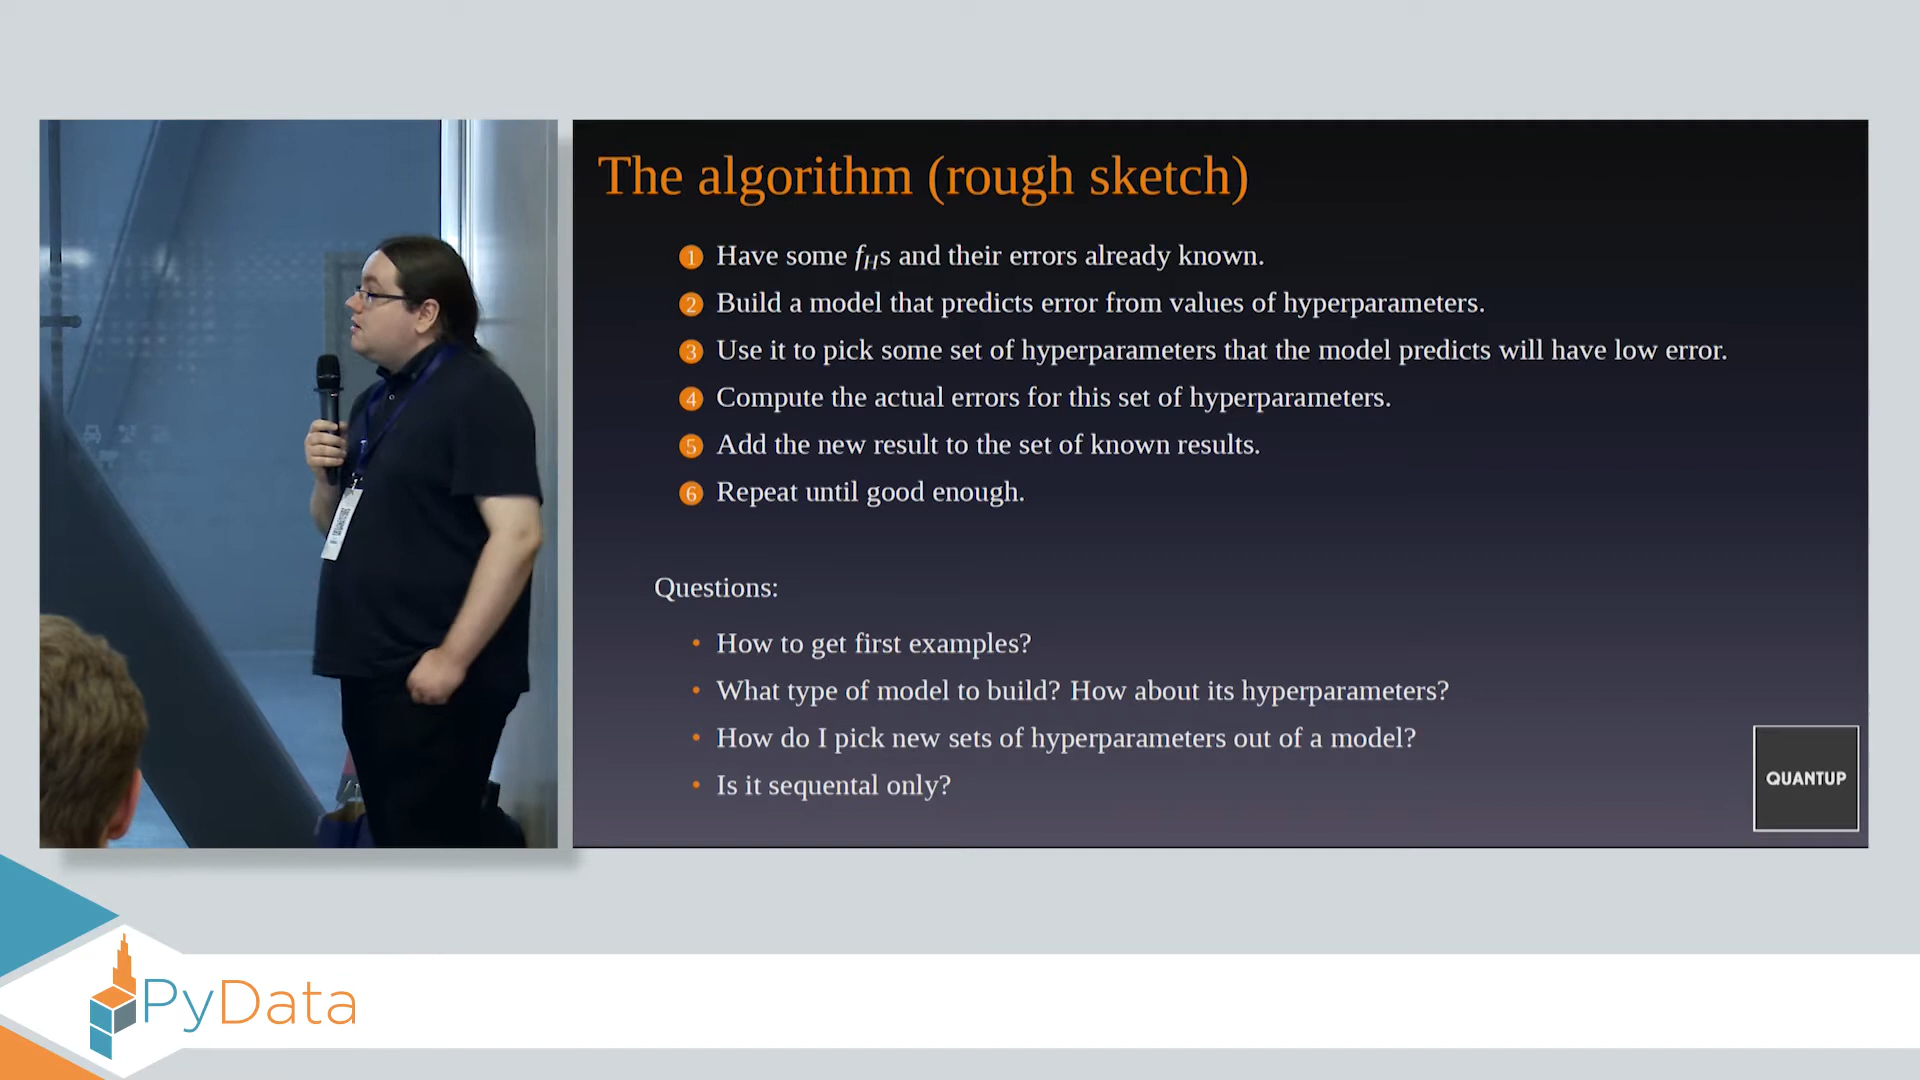 The algorithm (rough sketch)
1 Have some fHs and their errors already known.
2 Build a model that predicts error from values of hyperparameters.
3 Use it to pick some set of hyperparameters that the model predicts will have low error.
4 Compute the actual errors for this set of hyperparameters.
5 Add the new result to the set of known results.
6 Repeat until good enough.
Questions:
• How to get first examples?
• What type of model to build? How about its hyperparameters?
• How do I pick new sets of hyperparameters out of a model?
• Is it sequental only?
QUANTUP
PyData